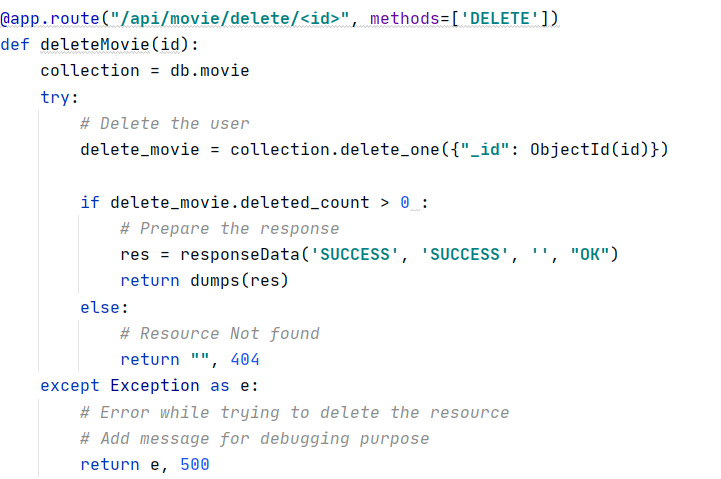 @app.route("/api/movie/delete/<id>", methods=['DELETE'])
def deleteMovie(id):
    collection = db.movie
    try:
        # Delete the user
        delete_movie = collection.delete_one({"_id": ObjectId(id)})

        if delete_movie.deleted_count > 0 :
            # Prepare the response
            res = responseData('SUCCESS', 'SUCCESS', '', "OK")
            return dumps(res)
        else:
            # Resource Not found
            return "", 404
    except Exception as e:
        # Error while trying to delete the resource
        # Add message for debugging purpose
        return e, 500